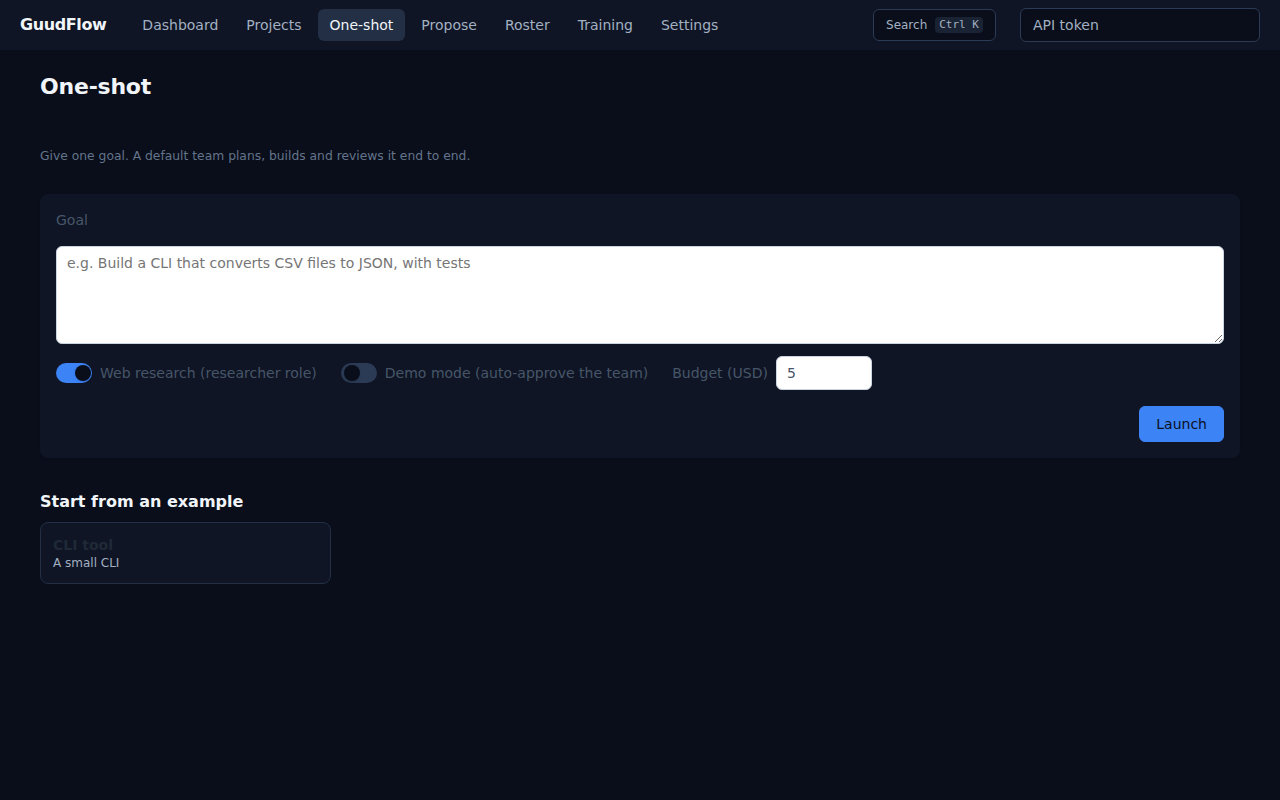 GuudFlow Dashboard Projects One-shot Propose Roster Training Settings Search Ctrl K API token
One-shot
Give one goal. A default team plans, builds and reviews it end to end.
Goal
e.g. Build a CLI that converts CSV files to JSON, with tests
Web research (researcher role) Demo mode (auto-approve the team) Budget (USD) 5
Launch
Start from an example
CLI tool
A small CLI